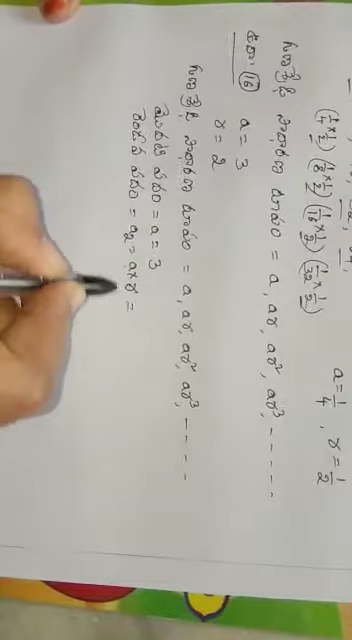 (1/4 × 1/2) (1/8 × 1/2) (1/16 × 1/2) (1/32 × 1/2)
a = 1/4 , r = 1/2
గుణశ్రేఢి సాధారణ రూపం = a, ar, ar², ar³, - - - - -
ఉదా: 16
a = 3
r = 2
గుణశ్రేఢి సాధారణ రూపం = a, ar, ar², ar³, - - - - -
మొదటి పదం = a = 3
రెండవ పదం = a₂ = a×r =